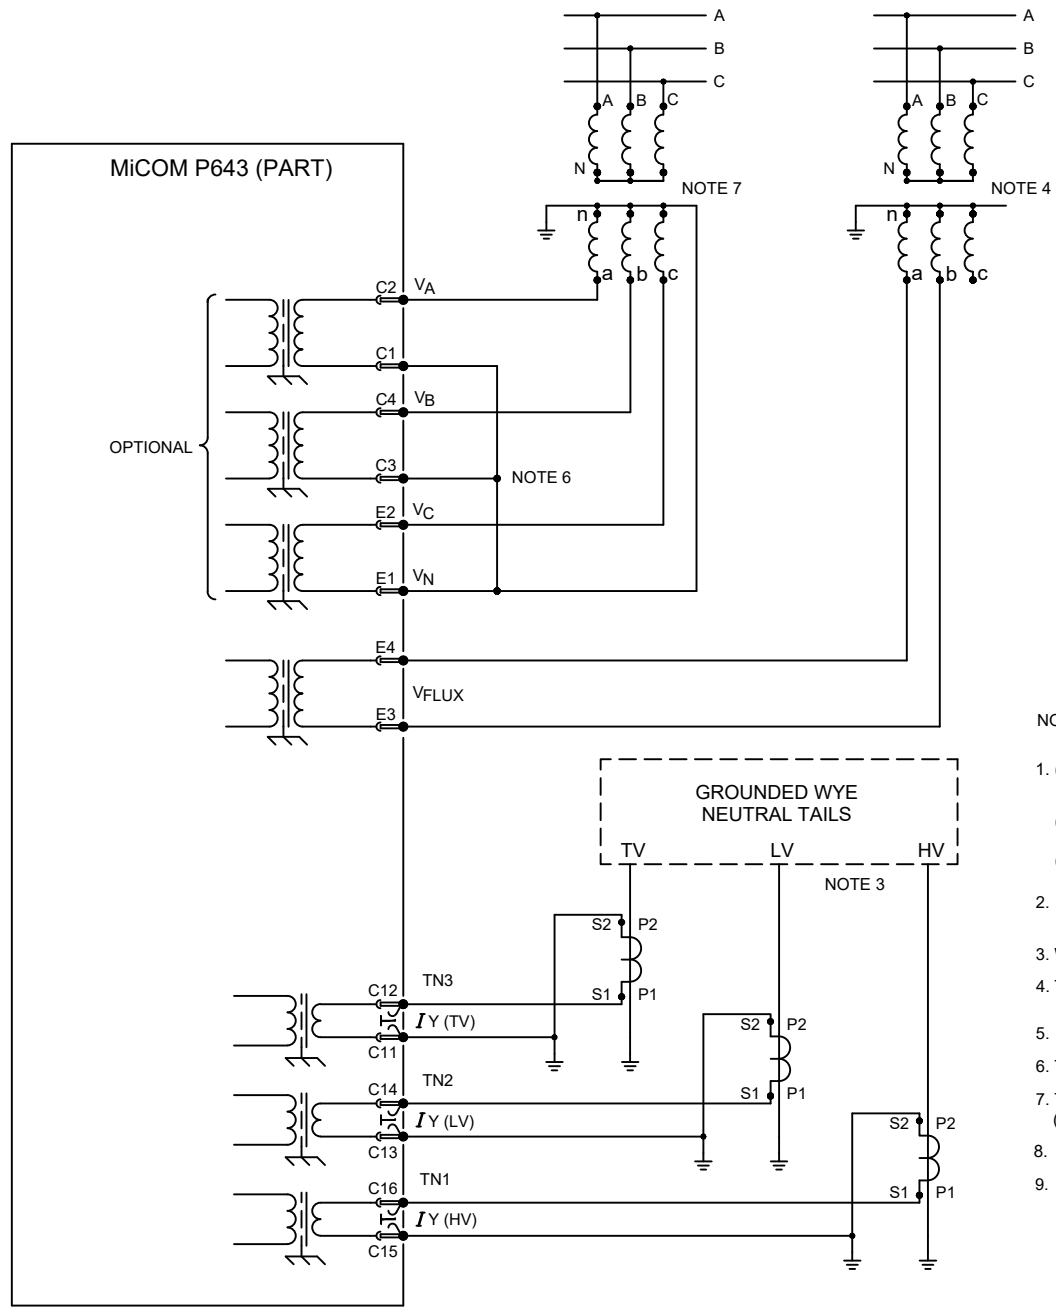 A
A
B
B
C
C
A B C
A B C
MiCOM P643 (PART)
N
N
NOTE 7
NOTE 4
n
n
a b c
a b c
C2 VA
C1
C4 VB
OPTIONAL
C3
NOTE 6
E2 VC
E1 VN
E4
VFLUX
E3
GROUNDED WYE
NEUTRAL TAILS
TV LV HV
NOTE 3
S2 P2
TN3
C12
S1 P1
I Y (TV)
S2 P2
C11
TN2
C14
S1 P1
I Y (LV)
S2 P2
C13
TN1
C16
S1 P1
I Y (HV)
C15
NO
1. (
(
(
2.
3. W
4. T
5.
6. T
7. T
(
8.
9.